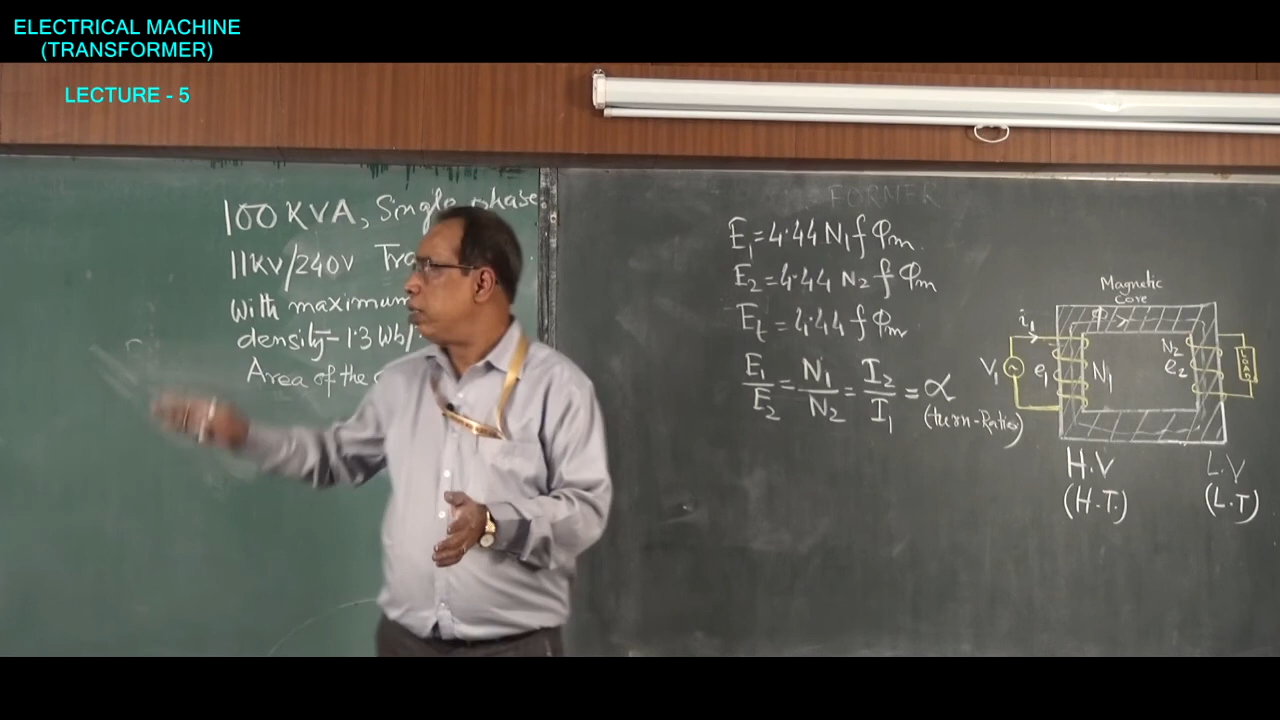 ELECTRICAL MACHINE
(TRANSFORMER)
LECTURE - 5
100 KVA, Single phase
11KV/240V
With maximum
density- 1.3 Wb/
Area of the
FORMER
E1 = 4.44 N1 f Φm
E2 = 4.44 N2 f Φm
Et = 4.44 f Φm
E1/E2 = N1/N2 = I2/I1 = α
(turn-Ratio)
Magnetic
Core
Φ
i1
V1
e1
N1
N2
e2
LOAD
H.V
(H.T.)
L.V
(L.T)